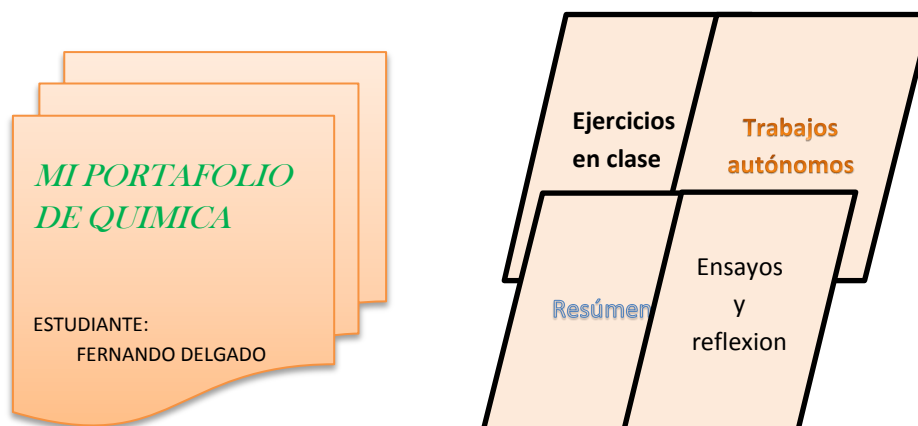 MI PORTAFOLIO
DE QUIMICA
ESTUDIANTE:
FERNANDO DELGADO
Ejercicios
en clase
Trabajos
autónomos
Resúmen
Ensayos
y
reflexion